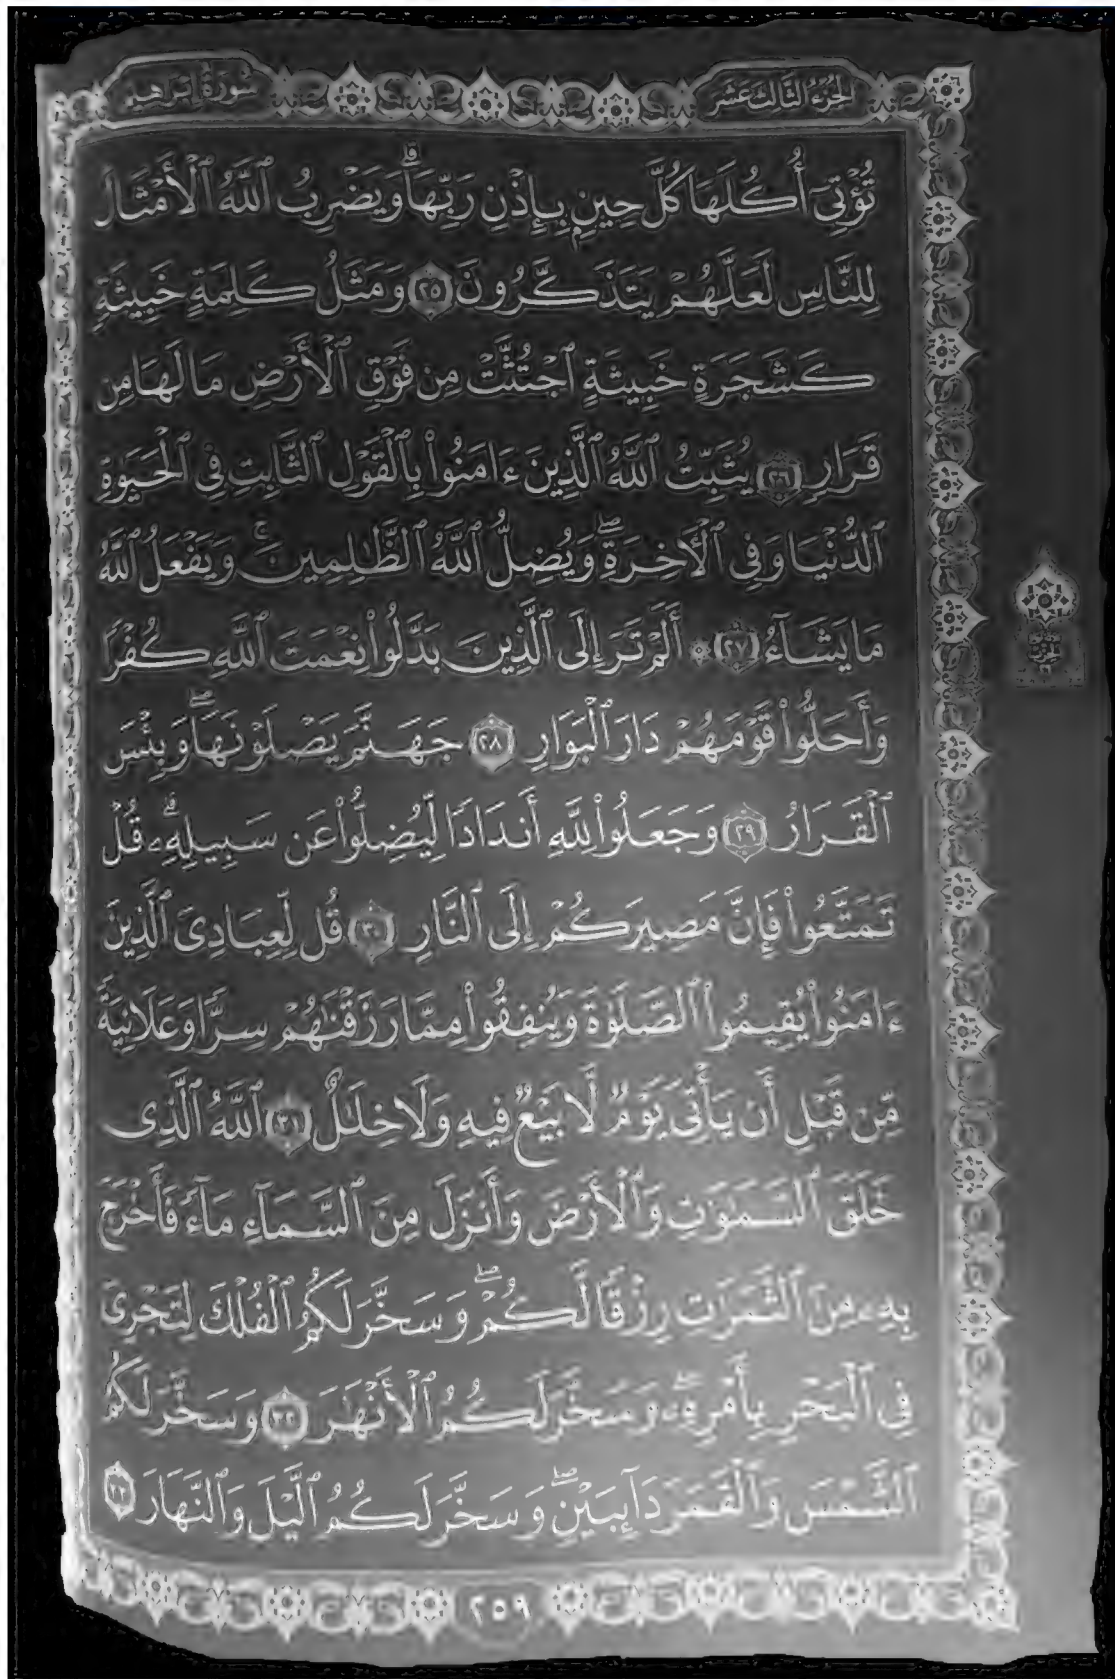 الجزء الثالث عشر
سورة إبراهيم
تُؤْتِىٓ أُكُلَهَا كُلَّ حِينٍۭ بِإِذْنِ رَبِّهَاۗ وَيَضْرِبُ ٱللَّهُ ٱلْأَمْثَالَ
لِلنَّاسِ لَعَلَّهُمْ يَتَذَكَّرُونَ ٢٥ وَمَثَلُ كَلِمَةٍ خَبِيثَةٍ
كَشَجَرَةٍ خَبِيثَةٍ ٱجْتُثَّتْ مِن فَوْقِ ٱلْأَرْضِ مَا لَهَا مِن
قَرَارٍ ٢٦ يُثَبِّتُ ٱللَّهُ ٱلَّذِينَ ءَامَنُوا۟ بِٱلْقَوْلِ ٱلثَّابِتِ فِى ٱلْحَيَوٰةِ
ٱلدُّنْيَا وَفِى ٱلْءَاخِرَةِۖ وَيُضِلُّ ٱللَّهُ ٱلظَّٰلِمِينَۚ وَيَفْعَلُ ٱللَّهُ
مَا يَشَآءُ ٢٧ ۞ أَلَمْ تَرَ إِلَى ٱلَّذِينَ بَدَّلُوا۟ نِعْمَتَ ٱللَّهِ كُفْرًا
وَأَحَلُّوا۟ قَوْمَهُمْ دَارَ ٱلْبَوَارِ ٢٨ جَهَنَّمَ يَصْلَوْنَهَاۖ وَبِئْسَ
ٱلْقَرَارُ ٢٩ وَجَعَلُوا۟ لِلَّهِ أَندَادًا لِّيُضِلُّوا۟ عَن سَبِيلِهِۦۗ قُلْ
تَمَتَّعُوا۟ فَإِنَّ مَصِيرَكُمْ إِلَى ٱلنَّارِ ٣٠ قُل لِّعِبَادِىَ ٱلَّذِينَ
ءَامَنُوا۟ يُقِيمُوا۟ ٱلصَّلَوٰةَ وَيُنفِقُوا۟ مِمَّا رَزَقْنَٰهُمْ سِرًّا وَعَلَانِيَةً
مِّن قَبْلِ أَن يَأْتِىَ يَوْمٌ لَّا بَيْعٌ فِيهِ وَلَا خِلَٰلٌ ٣١ ٱللَّهُ ٱلَّذِى
خَلَقَ ٱلسَّمَٰوَٰتِ وَٱلْأَرْضَ وَأَنزَلَ مِنَ ٱلسَّمَآءِ مَآءً فَأَخْرَجَ
بِهِۦ مِنَ ٱلثَّمَرَٰتِ رِزْقًا لَّكُمْۖ وَسَخَّرَ لَكُمُ ٱلْفُلْكَ لِتَجْرِىَ
فِى ٱلْبَحْرِ بِأَمْرِهِۦۖ وَسَخَّرَ لَكُمُ ٱلْأَنْهَٰرَ ٣٢ وَسَخَّرَ لَكُمُ
ٱلشَّمْسَ وَٱلْقَمَرَ دَآئِبَيْنِۖ وَسَخَّرَ لَكُمُ ٱلَّيْلَ وَٱلنَّهَارَ ٣٣
٢٥٩